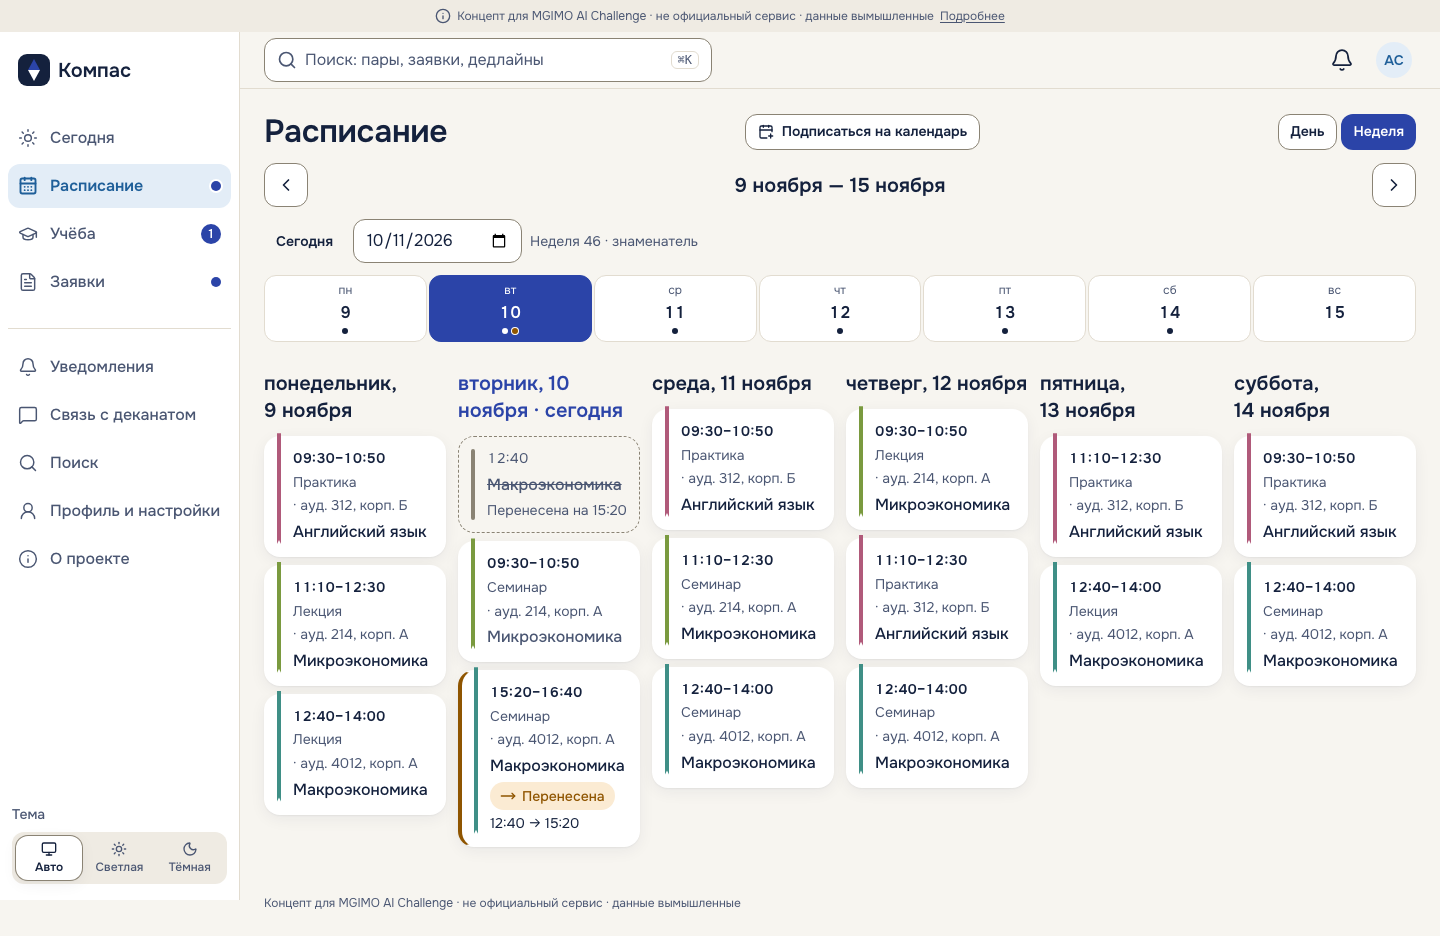 Концепт для MGIMO AI Challenge · не официальный сервис · данные вымышленные Подробнее
Компас
Поиск: пары, заявки, дедлайны
⌘K
АС
Сегодня
Расписание
Учёба
1
Заявки
Уведомления
Связь с деканатом
Поиск
Профиль и настройки
О проекте
Тема
Авто
Светлая
Тёмная
Расписание
Подписаться на календарь
День
Неделя
9 ноября — 15 ноября
Сегодня
10/11/2026
Неделя 46 · знаменатель
пн
9
вт
10
ср
11
чт
12
пт
13
сб
14
вс
15
понедельник,
9 ноября
09:30–10:50
Практика
· ауд. 312, корп. Б
Английский язык
11:10–12:30
Лекция
· ауд. 214, корп. А
Микроэкономика
12:40–14:00
Лекция
· ауд. 4012, корп. А
Макроэкономика
вторник, 10
ноября · сегодня
12:40
Макроэкономика
Перенесена на 15:20
09:30–10:50
Семинар
· ауд. 214, корп. А
Микроэкономика
15:20–16:40
Семинар
· ауд. 4012, корп. А
Макроэкономика
→ Перенесена
12:40 → 15:20
среда, 11 ноября
09:30–10:50
Практика
· ауд. 312, корп. Б
Английский язык
11:10–12:30
Семинар
· ауд. 214, корп. А
Микроэкономика
12:40–14:00
Семинар
· ауд. 4012, корп. А
Макроэкономика
четверг, 12 ноября
09:30–10:50
Лекция
· ауд. 214, корп. А
Микроэкономика
11:10–12:30
Практика
· ауд. 312, корп. Б
Английский язык
12:40–14:00
Семинар
· ауд. 4012, корп. А
Макроэкономика
пятница,
13 ноября
11:10–12:30
Практика
· ауд. 312, корп. Б
Английский язык
12:40–14:00
Лекция
· ауд. 4012, корп. А
Макроэкономика
суббота,
14 ноября
09:30–10:50
Практика
· ауд. 312, корп. Б
Английский язык
12:40–14:00
Семинар
· ауд. 4012, корп. А
Макроэкономика
Концепт для MGIMO AI Challenge · не официальный сервис · данные вымышленные